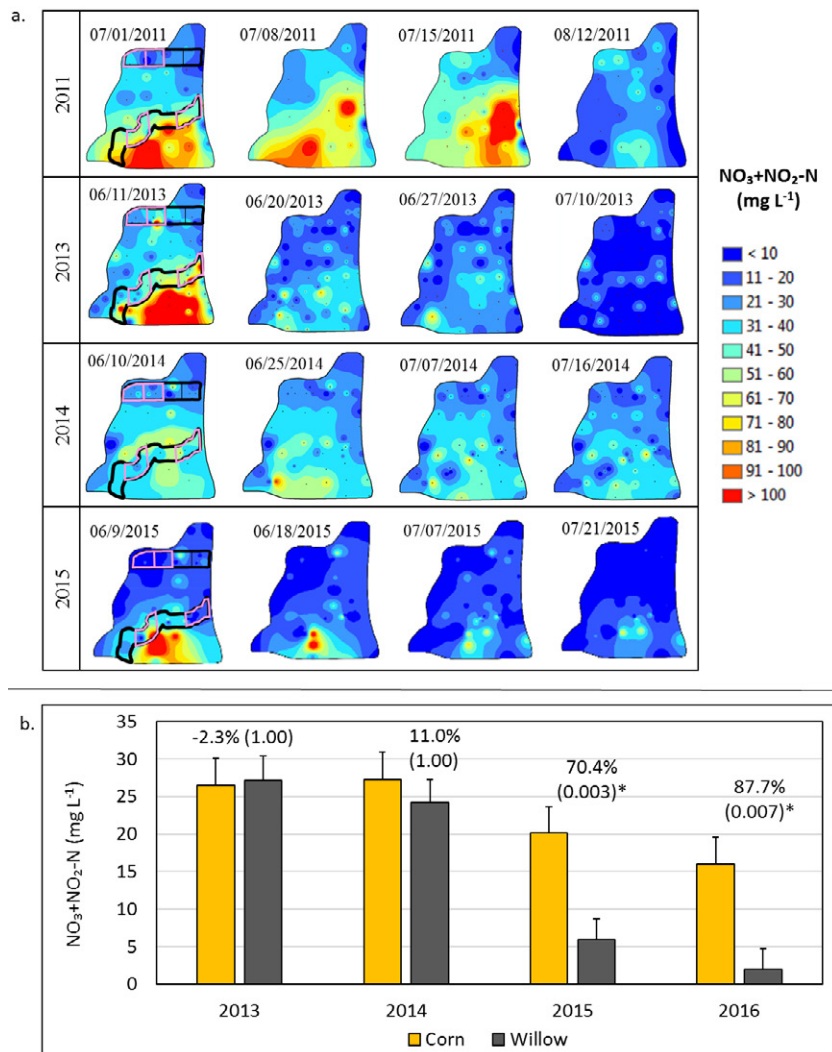 a.
2011
07/01/2011 07/08/2011 07/15/2011 08/12/2011
2013
06/11/2013 06/20/2013 06/27/2013 07/10/2013
2014
06/10/2014 06/25/2014 07/07/2014 07/16/2014
2015
06/9/2015 06/18/2015 07/07/2015 07/21/2015
NO₃+NO₂-N
(mg L⁻¹)
< 10
11 - 20
21 - 30
31 - 40
41 - 50
51 - 60
61 - 70
71 - 80
81 - 90
91 - 100
> 100
b.
NO₃+NO₂-N (mg L⁻¹)
35
30
25
20
15
10
5
0
-2.3% (1.00)
11.0%
(1.00)
70.4%
(0.003)*
87.7%
(0.007)*
2013 2014 2015 2016
Corn Willow